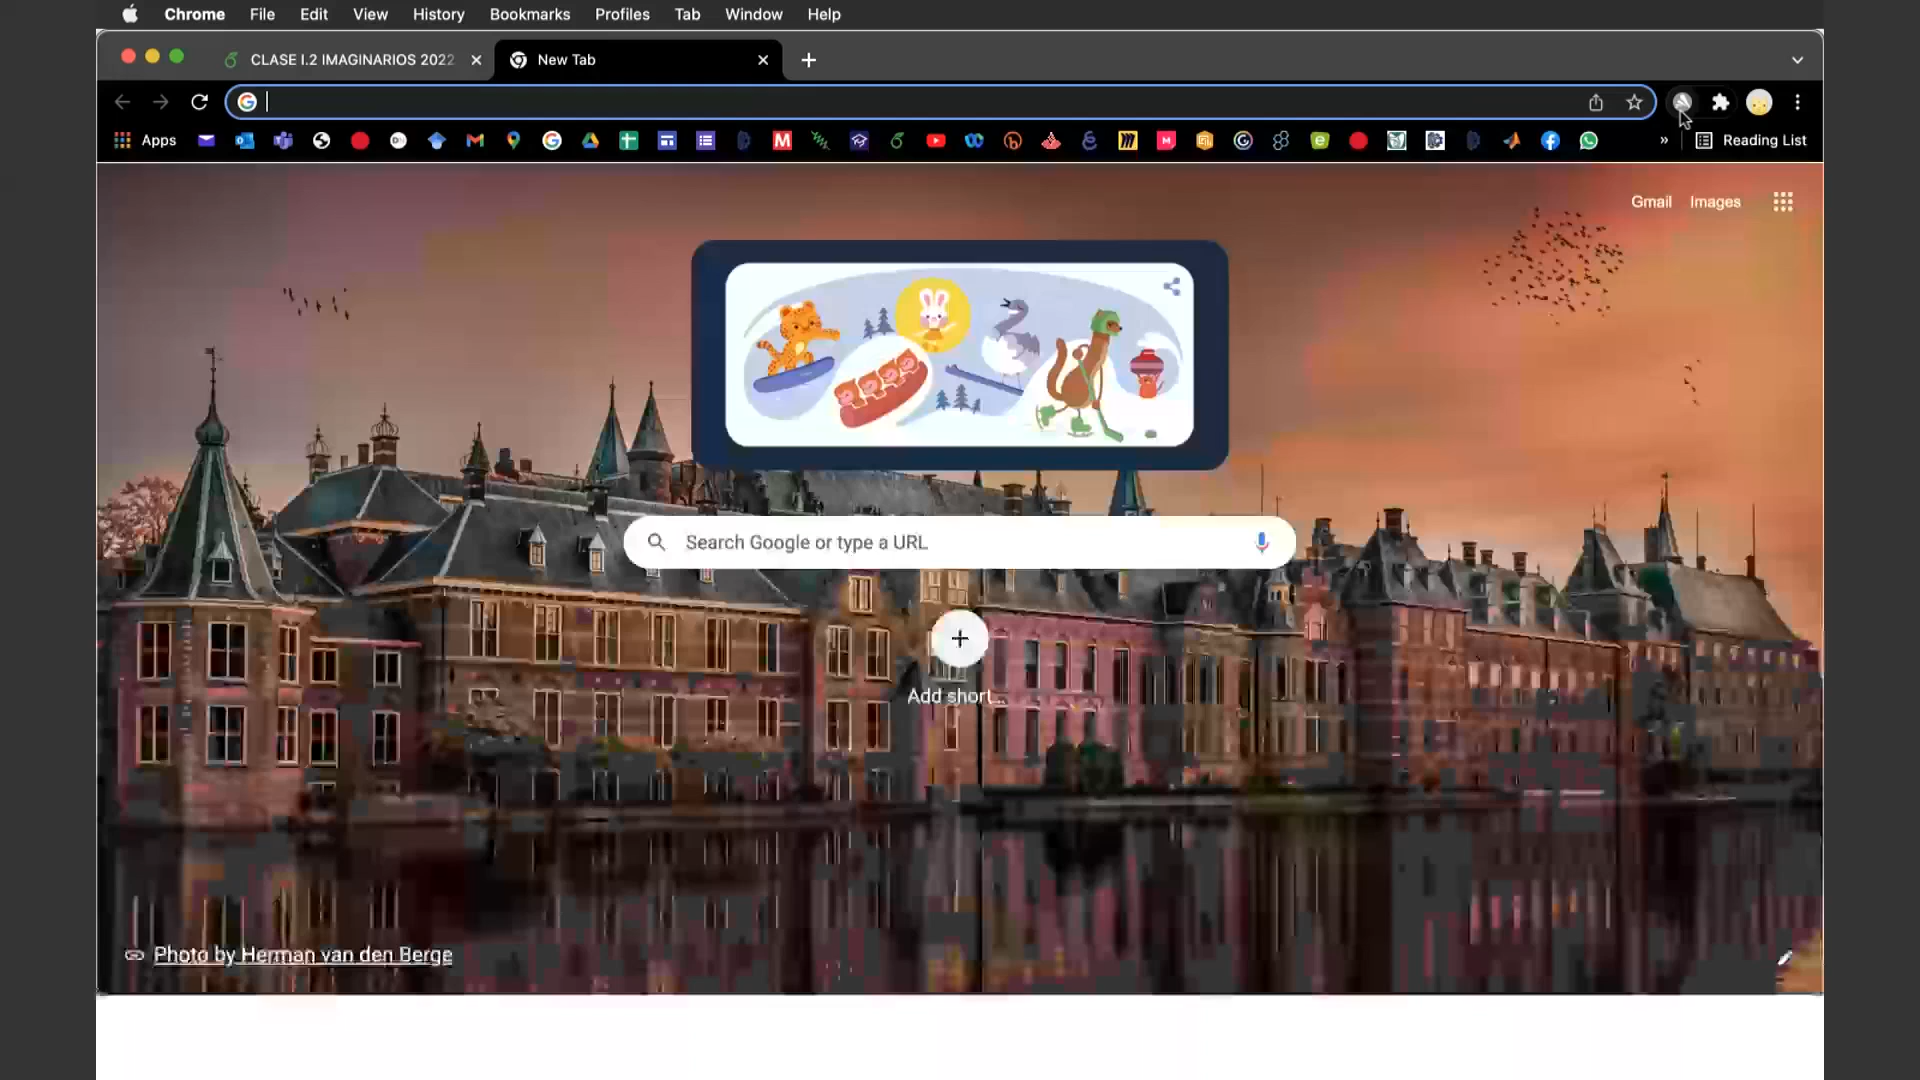 Chrome File Edit View History Bookmarks Profiles Tab Window Help
CLASE I.2 IMAGINARIOS 2022
New Tab
Apps
Reading List
Gmail Images
Search Google or type a URL
Add short...
Photo by Herman van den Berge